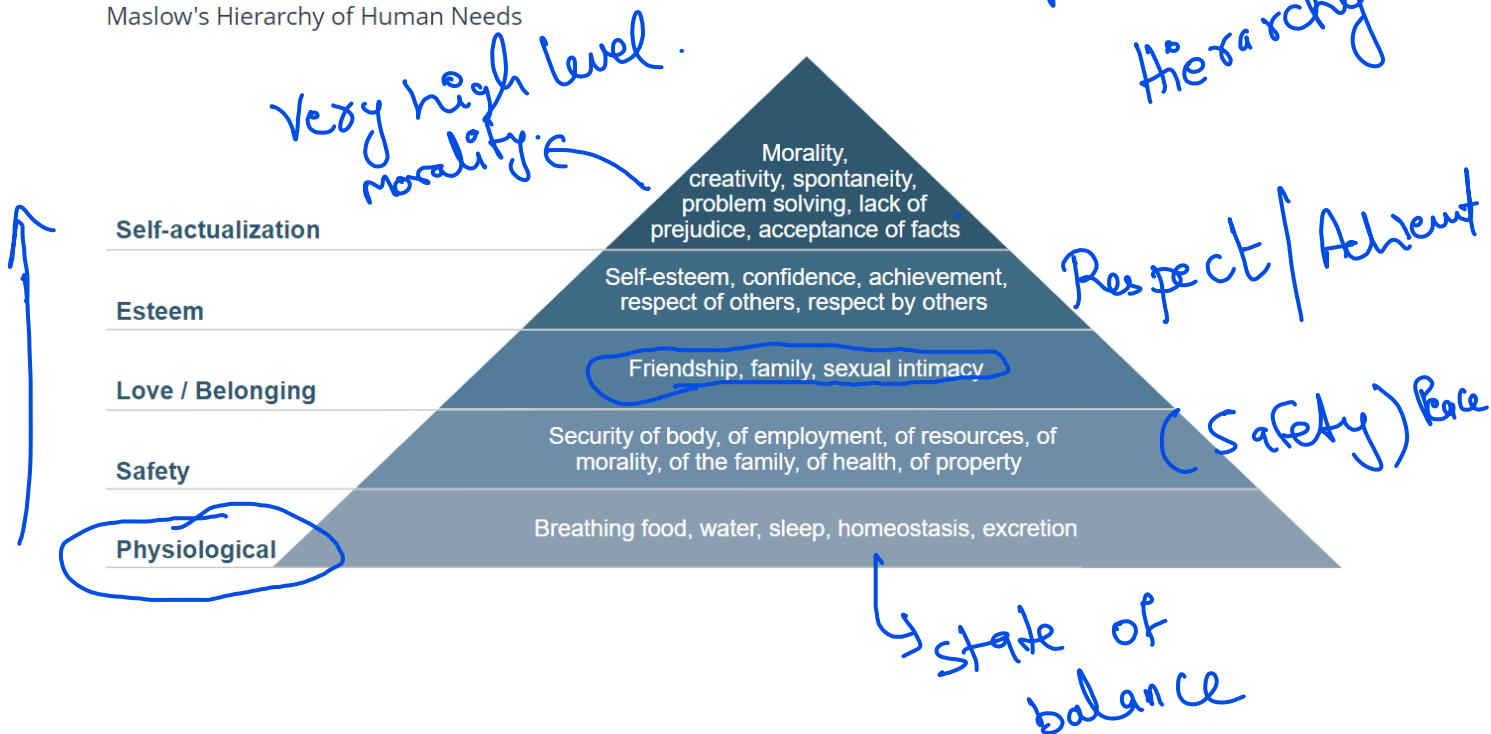 Maslow's Hierarchy of Human Needs
Hierarchy
Very high level.
morality.
Morality,
creativity, spontaneity,
problem solving, lack of
prejudice, acceptance of facts
Self-actualization
Self-esteem, confidence, achievement,
respect of others, respect by others
Esteem
Respect/
Friendship, family, sexual intimacy
Love / Belonging
Security of body, of employment, of resources, of
morality, of the family, of health, of property
Safety
(Safety) Peace
Breathing food, water, sleep, homeostasis, excretion
Physiological
state of
balance